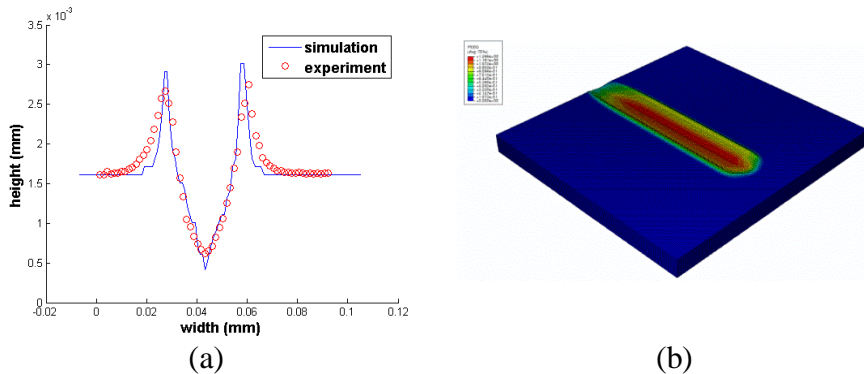 x 10⁻³
3.5
3
2.5
2
1.5
1
0.5
0
height (mm)
simulation
experiment
-0.02 0 0.02 0.04 0.06 0.08 0.1 0.12
width (mm)
(a)
PEEQ
(b)